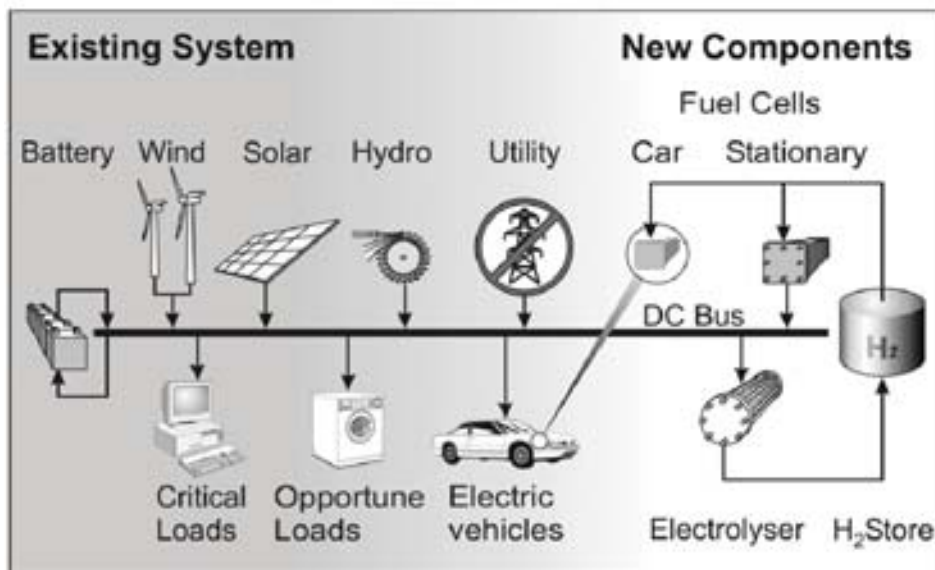 Existing System
New Components
Fuel Cells
Battery Wind Solar Hydro Utility Car Stationary
DC Bus
H₂
Critical
Loads
Opportune
Loads
Electric
vehicles
Electrolyser
H₂Store